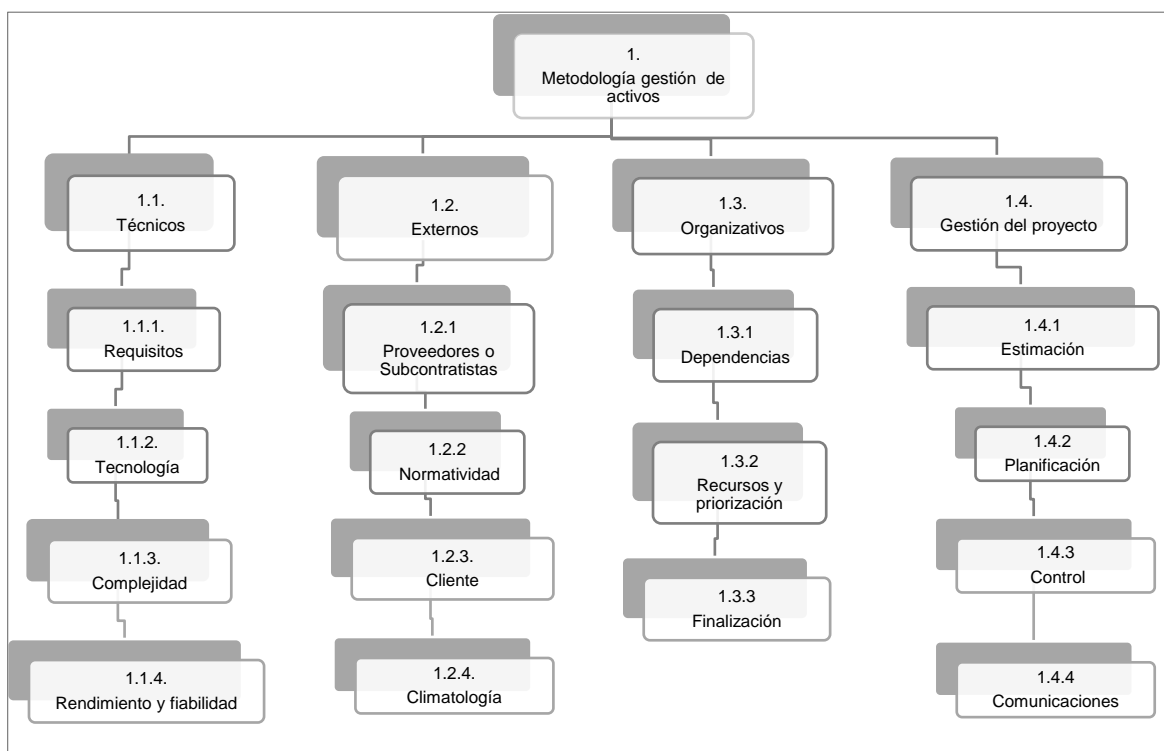 1.
Metodología gestión de
activos
1.1.
Técnicos
1.2.
Externos
1.3.
Organizativos
1.4.
Gestión del proyecto
1.1.1.
Requisitos
1.2.1
Proveedores o
Subcontratistas
1.3.1
Dependencias
1.4.1
Estimación
1.1.2.
Tecnología
1.2.2
Normatividad
1.3.2
Recursos y
priorización
1.4.2
Planificación
1.1.3.
Complejidad
1.2.3.
Cliente
1.3.3
Finalización
1.4.3
Control
1.1.4.
Rendimiento y fiabilidad
1.2.4.
Climatología
1.4.4
Comunicaciones